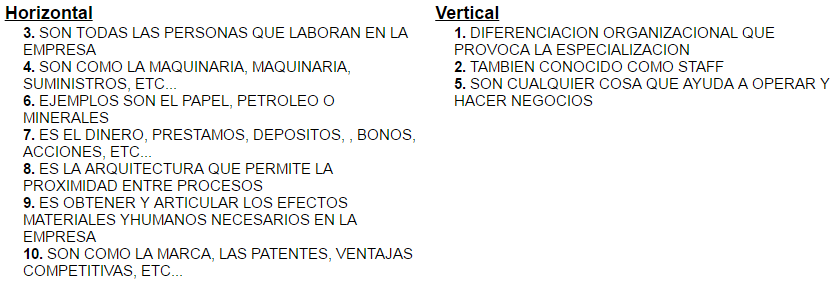 Horizontal
3. SON TODAS LAS PERSONAS QUE LABORAN EN LA
EMPRESA
4. SON COMO LA MAQUINARIA, MAQUINARIA,
SUMINISTROS, ETC...
6. EJEMPLOS SON EL PAPEL, PETROLEO O
MINERALES
7. ES EL DINERO, PRESTAMOS, DEPOSITOS, , BONOS,
ACCIONES, ETC...
8. ES LA ARQUITECTURA QUE PERMITE LA
PROXIMIDAD ENTRE PROCESOS
9. ES OBTENER Y ARTICULAR LOS EFECTOS
MATERIALES YHUMANOS NECESARIOS EN LA
EMPRESA
10. SON COMO LA MARCA, LAS PATENTES, VENTAJAS
COMPETITIVAS, ETC...
Vertical
1. DIFERENCIACION ORGANIZACIONAL QUE
PROVOCA LA ESPECIALIZACION
2. TAMBIEN CONOCIDO COMO STAFF
5. SON CUALQUIER COSA QUE AYUDA A OPERAR Y
HACER NEGOCIOS